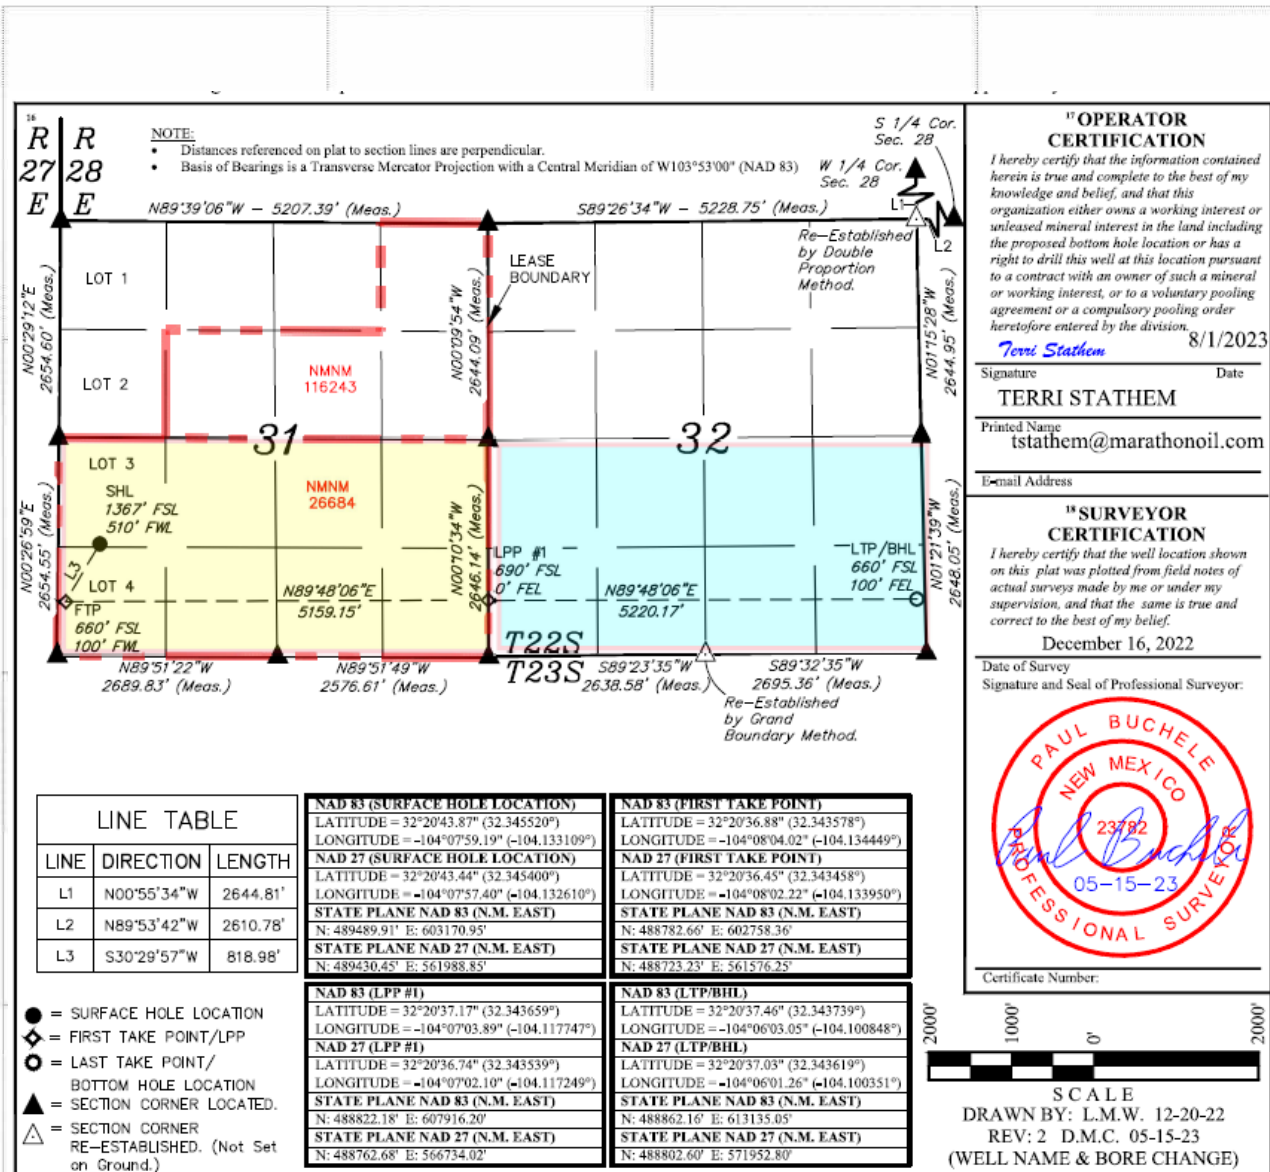 16
R
27
E
R
28
E
NOTE:
• Distances referenced on plat to section lines are perpendicular.
• Basis of Bearings is a Transverse Mercator Projection with a Central Meridian of W103°53'00" (NAD 83)
S 1/4 Cor.
Sec. 28
W 1/4 Cor.
Sec. 28
L1
L2
N89°39'06"W - 5207.39' (Meas.)
S89°26'34"W - 5228.75' (Meas.)
Re-Established
by Double
Proportion
Method.
LEASE
BOUNDARY
LOT 1
LOT 2
N00°29'12"E
2654.60' (Meas.)
N00°09'54"W
2644.09' (Meas.)
N01°15'28"W
2644.95' (Meas.)
NMNM
116243
31
32
LOT 3
SHL
1367' FSL
510' FWL
NMNM
26684
N00°26'59"E
2654.55' (Meas.)
N00°10'34"W
2646.14' (Meas.)
N01°21'39"W
2648.05' (Meas.)
LPP #1
690' FSL
0' FEL
LTP/BHL
660' FSL
100' FEL
L3
LOT 4
N89°48'06"E
5159.15'
N89°48'06"E
5220.17'
FTP
660' FSL
100' FWL
T22S
T23S
N89°51'22"W
2689.83' (Meas.)
N89°51'49"W
2576.61' (Meas.)
S89°23'35"W
2638.58' (Meas.)
S89°32'35"W
2695.36' (Meas.)
Re-Established
by Grand
Boundary Method.
17 OPERATOR
CERTIFICATION
I hereby certify that the information contained
herein is true and complete to the best of my
knowledge and belief, and that this
organization either owns a working interest or
unleased mineral interest in the land including
the proposed bottom hole location or has a
right to drill this well at this location pursuant
to a contract with an owner of such a mineral
or working interest, or to a voluntary pooling
agreement or a compulsory pooling order
heretofore entered by the division.
Terri Stathem 8/1/2023
Signature Date
TERRI STATHEM
Printed Name
tstathem@marathonoil.com
E-mail Address
18 SURVEYOR
CERTIFICATION
I hereby certify that the well location shown
on this plat was plotted from field notes of
actual surveys made by me or under my
supervision, and that the same is true and
correct to the best of my belief.
December 16, 2022
Date of Survey
Signature and Seal of Professional Surveyor:
PAUL BUCHELE
NEW MEXICO
23782
Paul Buchele
05-15-23
PROFESSIONAL SURVEYOR
Certificate Number:
LINE TABLE
LINE DIRECTION LENGTH
L1 N00°55'34"W 2644.81'
L2 N89°53'42"W 2610.78'
L3 S30°29'57"W 818.98'
NAD 83 (SURFACE HOLE LOCATION)
LATITUDE = 32°20'43.87" (32.345520°)
LONGITUDE = -104°07'59.19" (-104.133109°)
NAD 27 (SURFACE HOLE LOCATION)
LATITUDE = 32°20'43.44" (32.345400°)
LONGITUDE = -104°07'57.40" (-104.132610°)
STATE PLANE NAD 83 (N.M. EAST)
N: 489489.91' E: 603170.95'
STATE PLANE NAD 27 (N.M. EAST)
N: 489430.45' E: 561988.85'
NAD 83 (FIRST TAKE POINT)
LATITUDE = 32°20'36.88" (32.343578°)
LONGITUDE = -104°08'04.02" (-104.134449°)
NAD 27 (FIRST TAKE POINT)
LATITUDE = 32°20'36.45" (32.343458°)
LONGITUDE = -104°08'02.22" (-104.133950°)
STATE PLANE NAD 83 (N.M. EAST)
N: 488782.66' E: 602758.36'
STATE PLANE NAD 27 (N.M. EAST)
N: 488723.23' E: 561576.25'
NAD 83 (LPP #1)
LATITUDE = 32°20'37.17" (32.343659°)
LONGITUDE = -104°07'03.89" (-104.117747°)
NAD 27 (LPP #1)
LATITUDE = 32°20'36.74" (32.343539°)
LONGITUDE = -104°07'02.10" (-104.117249°)
STATE PLANE NAD 83 (N.M. EAST)
N: 488822.18' E: 607916.20'
STATE PLANE NAD 27 (N.M. EAST)
N: 488762.68' E: 566734.02'
NAD 83 (LTP/BHL)
LATITUDE = 32°20'37.46" (32.343739°)
LONGITUDE = -104°06'03.05" (-104.100848°)
NAD 27 (LTP/BHL)
LATITUDE = 32°20'37.03" (32.343619°)
LONGITUDE = -104°06'01.26" (-104.100351°)
STATE PLANE NAD 83 (N.M. EAST)
N: 488862.16' E: 613135.05'
STATE PLANE NAD 27 (N.M. EAST)
N: 488802.60' E: 571952.80'
= SURFACE HOLE LOCATION
= FIRST TAKE POINT/LPP
= LAST TAKE POINT/
BOTTOM HOLE LOCATION
= SECTION CORNER LOCATED.
= SECTION CORNER
RE-ESTABLISHED. (Not Set
on Ground.)
2000' 1000' 0' 2000'
SCALE
DRAWN BY: L.M.W. 12-20-22
REV: 2 D.M.C. 05-15-23
(WELL NAME & BORE CHANGE)